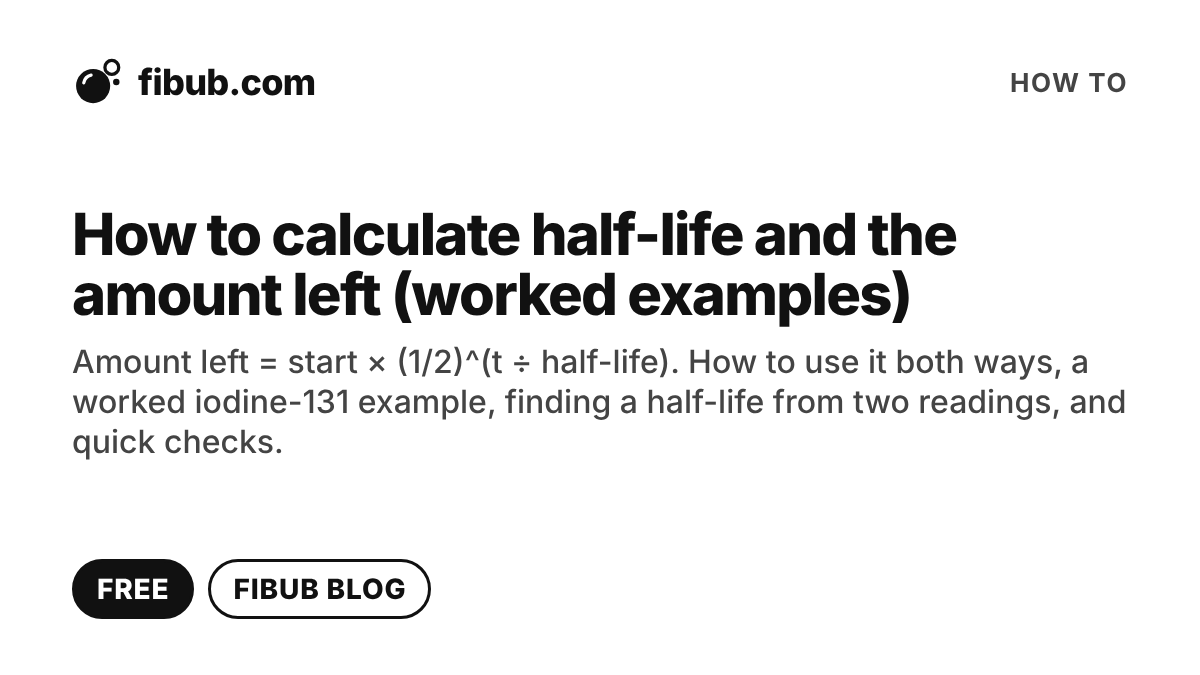 fibub.com
HOW TO
How to calculate half-life and the
amount left (worked examples)
Amount left = start × (1/2)^(t ÷ half-life). How to use it both ways, a
worked iodine-131 example, finding a half-life from two readings, and
quick checks.
FREE
FIBUB BLOG